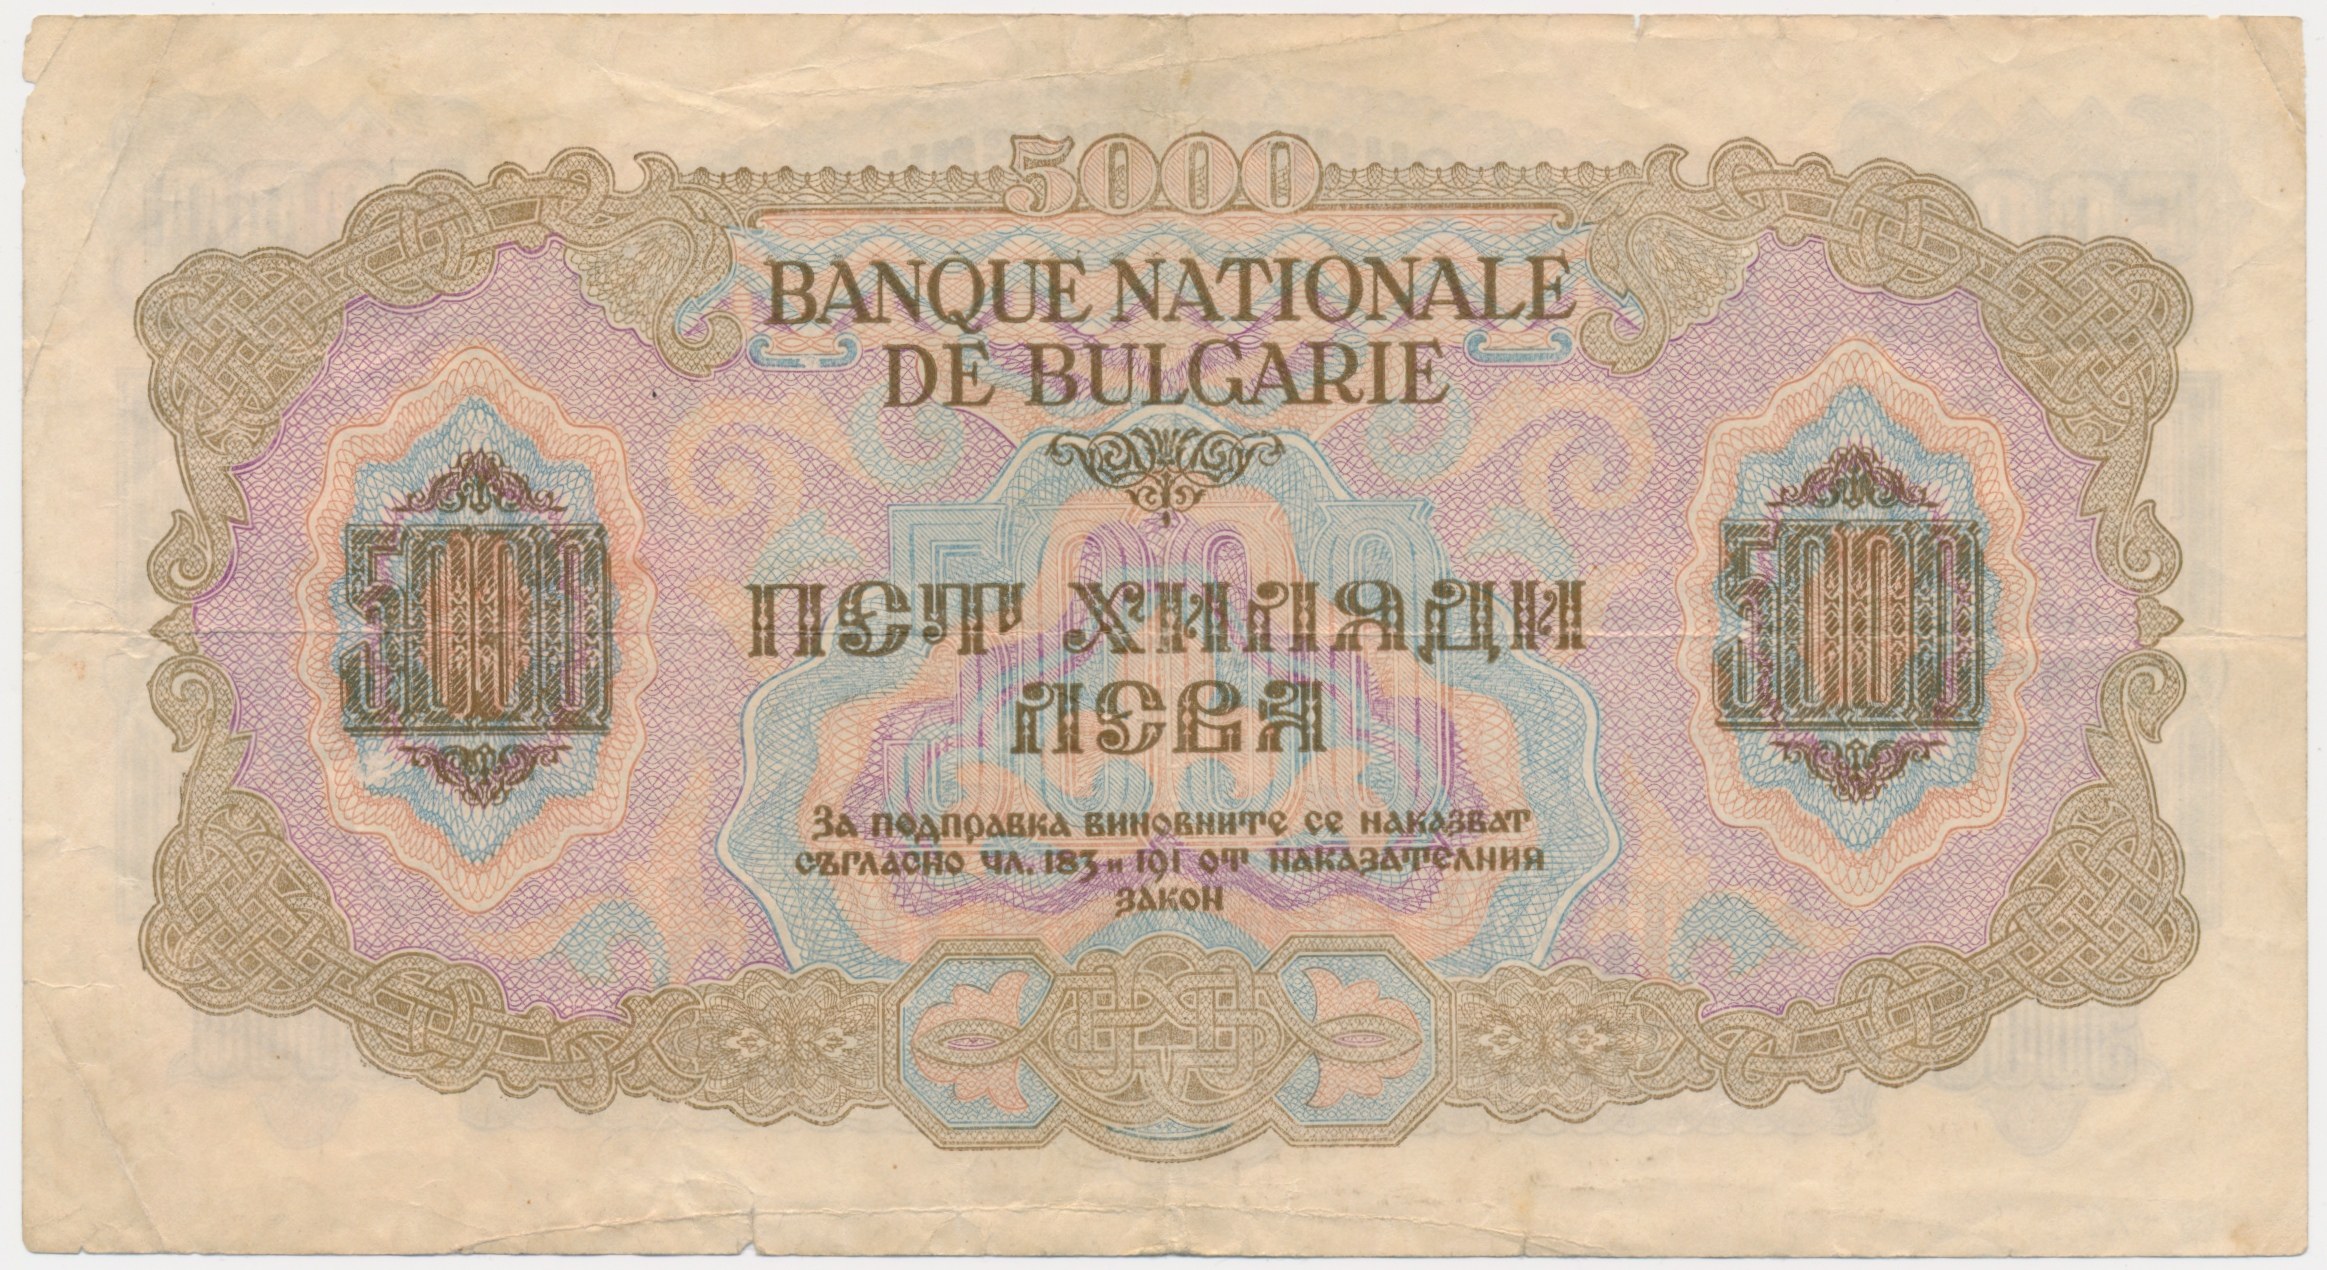 5000
BANQUE NATIONALE
DE BULGARIE
5000
5000
5000
ПЕТ ХИЛЯДИ
ЛЕВА
За подправка виновните се наказват
съгласно чл. 183 и 191 от наказателния
закон